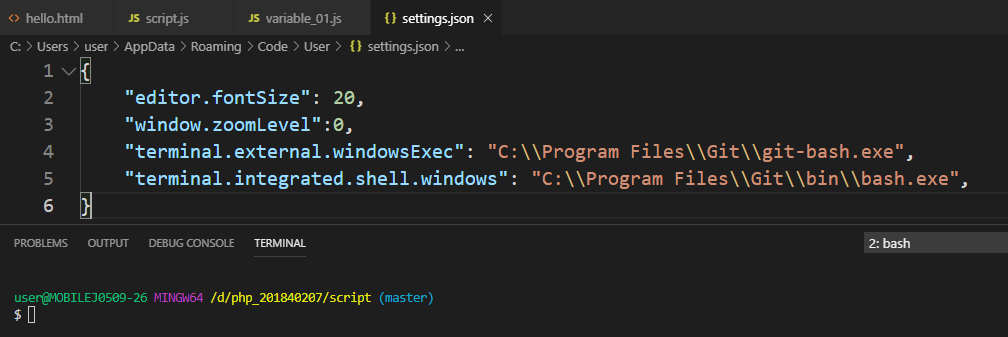 <> hello.html JS script.js JS variable_01.js {} settings.json ×
C: > Users > user > AppData > Roaming > Code > User > {} settings.json > ...
1 {
2 "editor.fontSize": 20,
3 "window.zoomLevel":0,
4 "terminal.external.windowsExec": "C:\\Program Files\\Git\\git-bash.exe",
5 "terminal.integrated.shell.windows": "C:\\Program Files\\Git\\bin\\bash.exe",
6 }
PROBLEMS OUTPUT DEBUG CONSOLE TERMINAL 2: bash
user@MOBILEJ0509-26 MINGW64 /d/php_201840207/script (master)
$